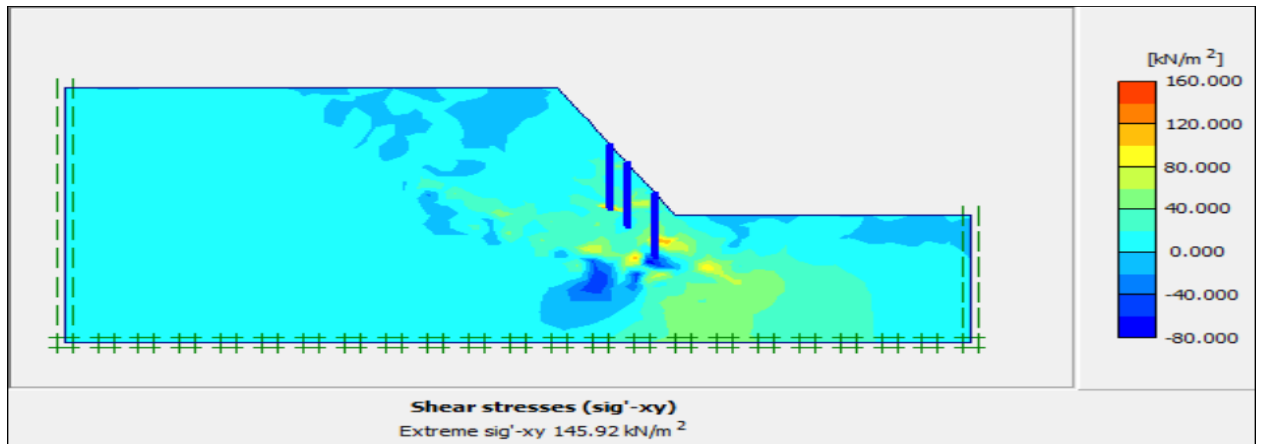 [kN/m ²]
160.000
120.000
80.000
40.000
0.000
-40.000
-80.000
Shear stresses (sig'-xy)
Extreme sig'-xy 145.92 kN/m ²